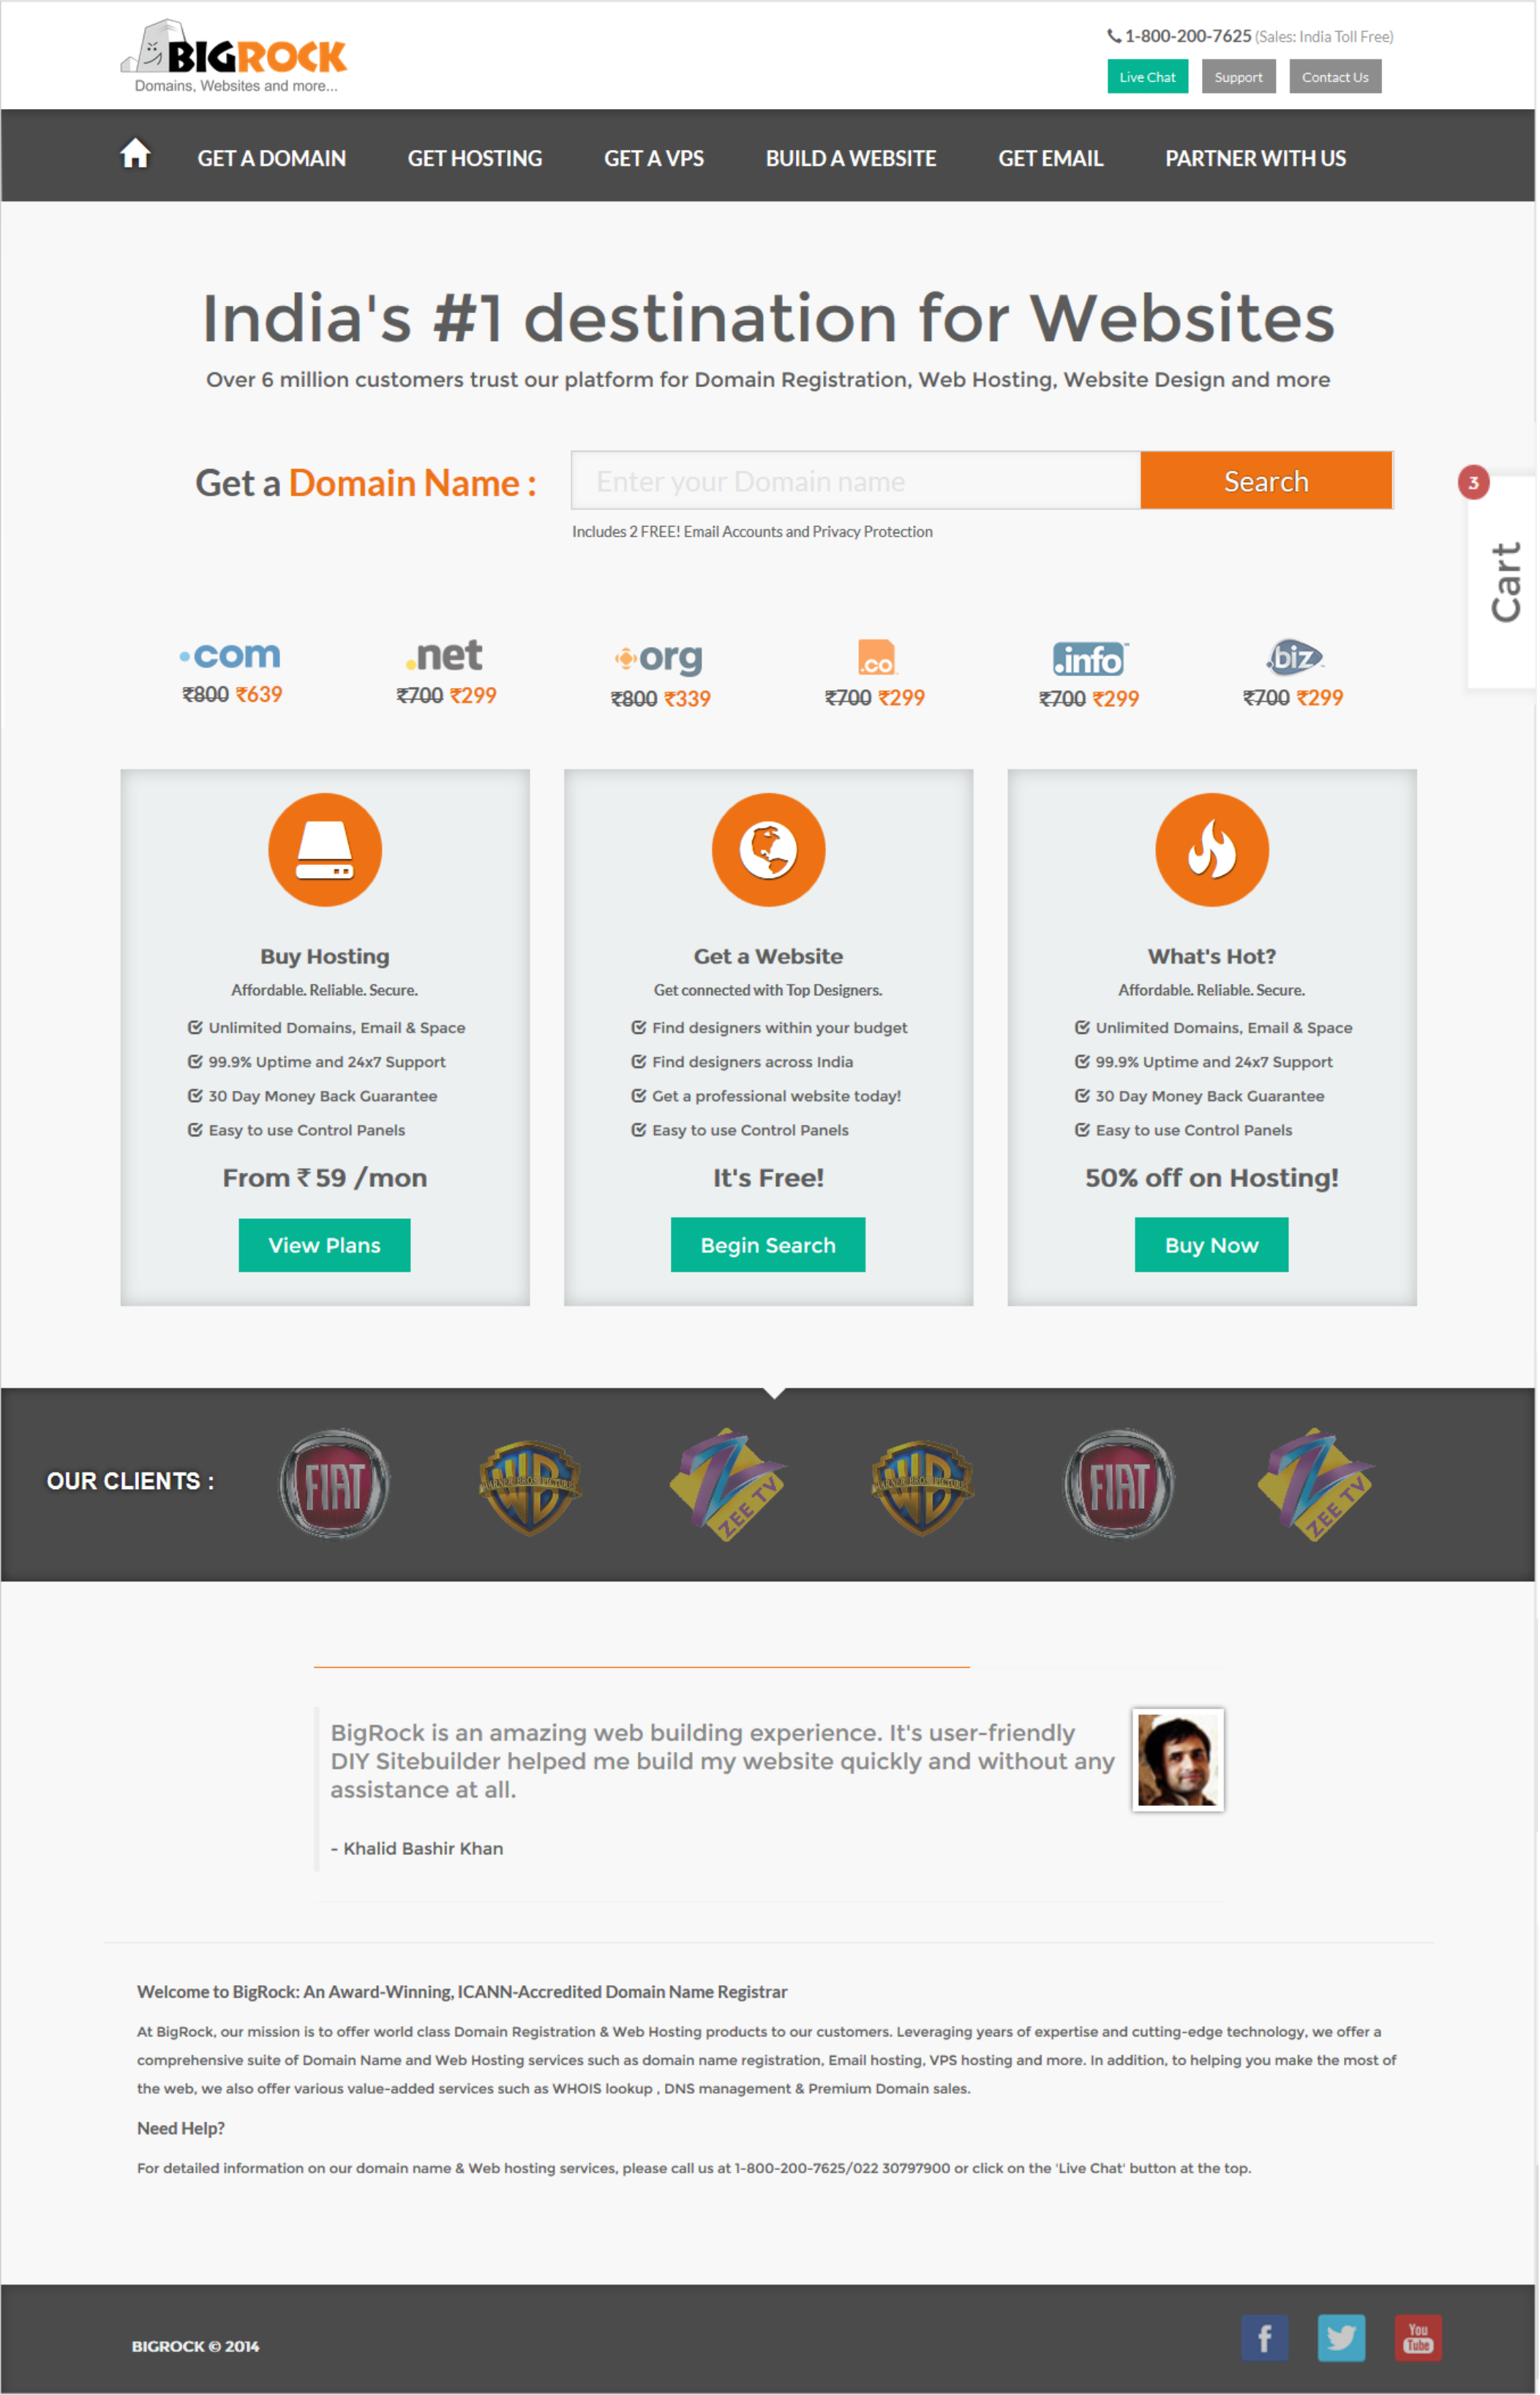 BIGROCK
Domains, Websites and more...
1-800-200-7625 (Sales: India Toll Free)
Live Chat Support Contact Us
GET A DOMAIN GET HOSTING GET A VPS BUILD A WEBSITE GET EMAIL PARTNER WITH US
India's #1 destination for Websites
Over 6 million customers trust our platform for Domain Registration, Web Hosting, Website Design and more
Get a Domain Name : Enter your Domain name Search
Includes 2 FREE! Email Accounts and Privacy Protection
3
Cart
.com .net .org .co .info .biz
₹800 ₹639 ₹700 ₹299 ₹800 ₹339 ₹700 ₹299 ₹700 ₹299 ₹700 ₹299
Buy Hosting
Affordable. Reliable. Secure.
Unlimited Domains, Email & Space
99.9% Uptime and 24x7 Support
30 Day Money Back Guarantee
Easy to use Control Panels
From ₹ 59 /mon
View Plans
Get a Website
Get connected with Top Designers.
Find designers within your budget
Find designers across India
Get a professional website today!
Easy to use Control Panels
It's Free!
Begin Search
What's Hot?
Affordable. Reliable. Secure.
Unlimited Domains, Email & Space
99.9% Uptime and 24x7 Support
30 Day Money Back Guarantee
Easy to use Control Panels
50% off on Hosting!
Buy Now
OUR CLIENTS : FIAT WB ZEE TV WB FIAT ZEE TV
BigRock is an amazing web building experience. It's user-friendly
DIY Sitebuilder helped me build my website quickly and without any
assistance at all.
- Khalid Bashir Khan
Welcome to BigRock: An Award-Winning, ICANN-Accredited Domain Name Registrar
At BigRock, our mission is to offer world class Domain Registration & Web Hosting products to our customers. Leveraging years of expertise and cutting-edge technology, we offer a
comprehensive suite of Domain Name and Web Hosting services such as domain name registration, Email hosting, VPS hosting and more. In addition, to helping you make the most of
the web, we also offer various value-added services such as WHOIS lookup , DNS management & Premium Domain sales.
Need Help?
For detailed information on our domain name & Web hosting services, please call us at 1-800-200-7625/022 30797900 or click on the 'Live Chat' button at the top.
BIGROCK © 2014
f You Tube